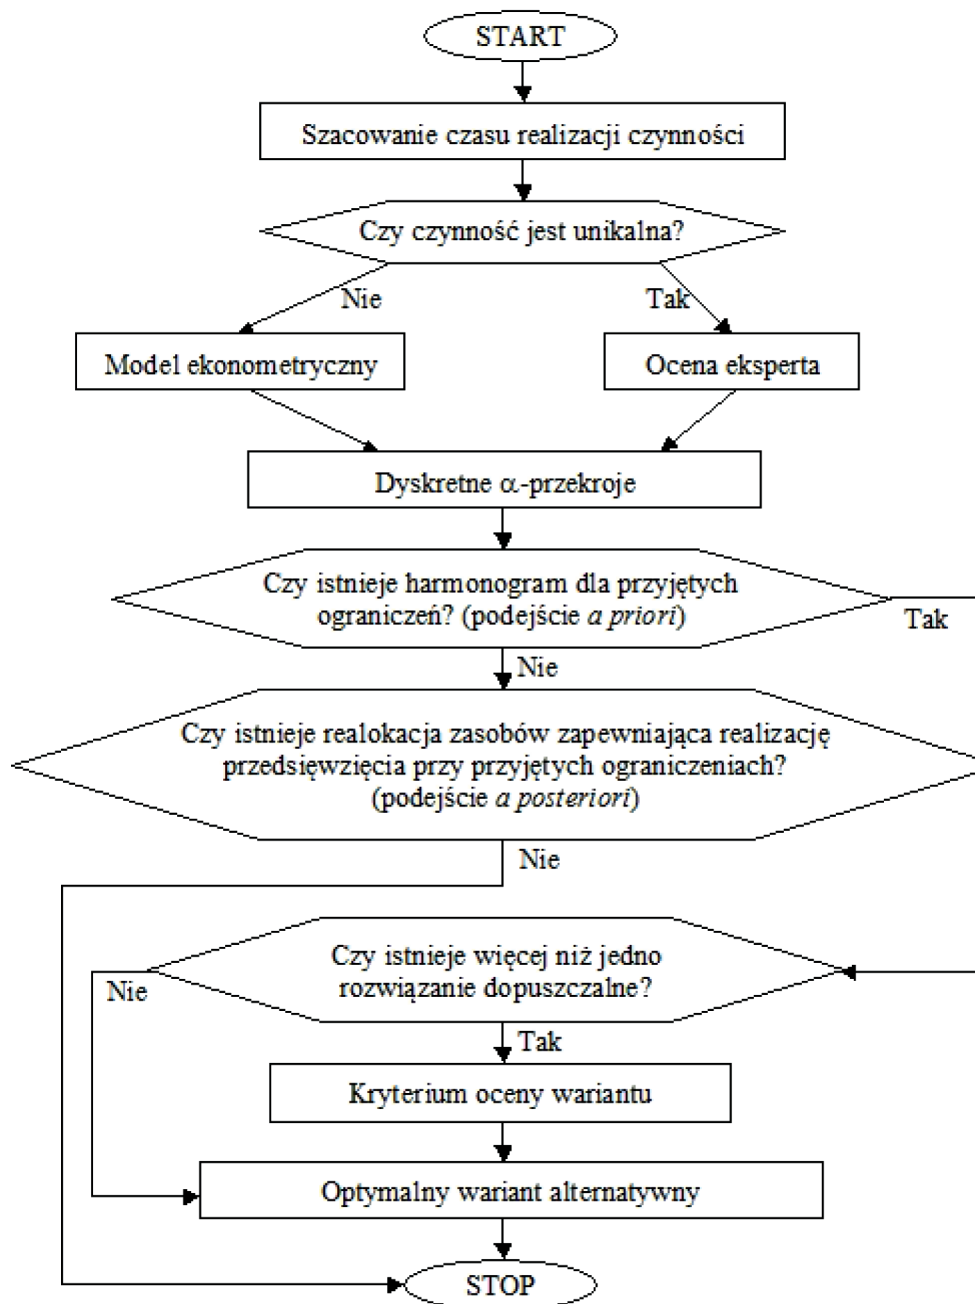 START
Szacowanie czasu realizacji czynności
Czy czynność jest unikalna?
Nie
Tak
Model ekonometryczny
Ocena eksperta
Dyskretne α-przekroje
Czy istnieje harmonogram dla przyjętych
ograniczeń? (podejście a priori)
Tak
Nie
Czy istnieje realokacja zasobów zapewniająca realizację
przedsięwzięcia przy przyjętych ograniczeniach?
(podejście a posteriori)
Nie
Czy istnieje więcej niż jedno
rozwiązanie dopuszczalne?
Nie
Tak
Kryterium oceny wariantu
Optymalny wariant alternatywny
STOP